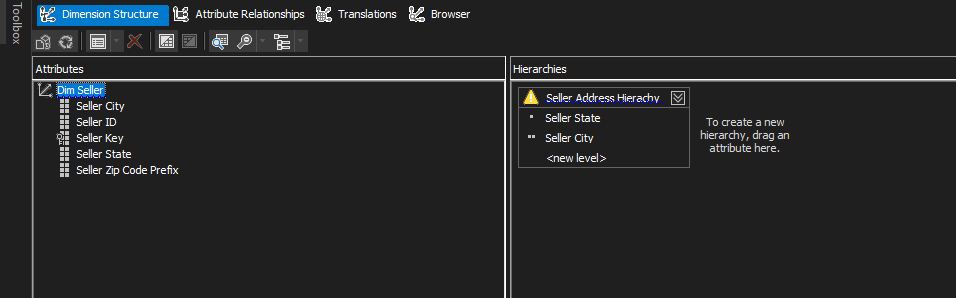 Toolbox
Dimension Structure Attribute Relationships Translations Browser
Attributes
Dim Seller
Seller City
Seller ID
Seller Key
Seller State
Seller Zip Code Prefix
Hierarchies
Seller Address Hierachy
Seller State
Seller City
<new level>
To create a new
hierarchy, drag an
attribute here.